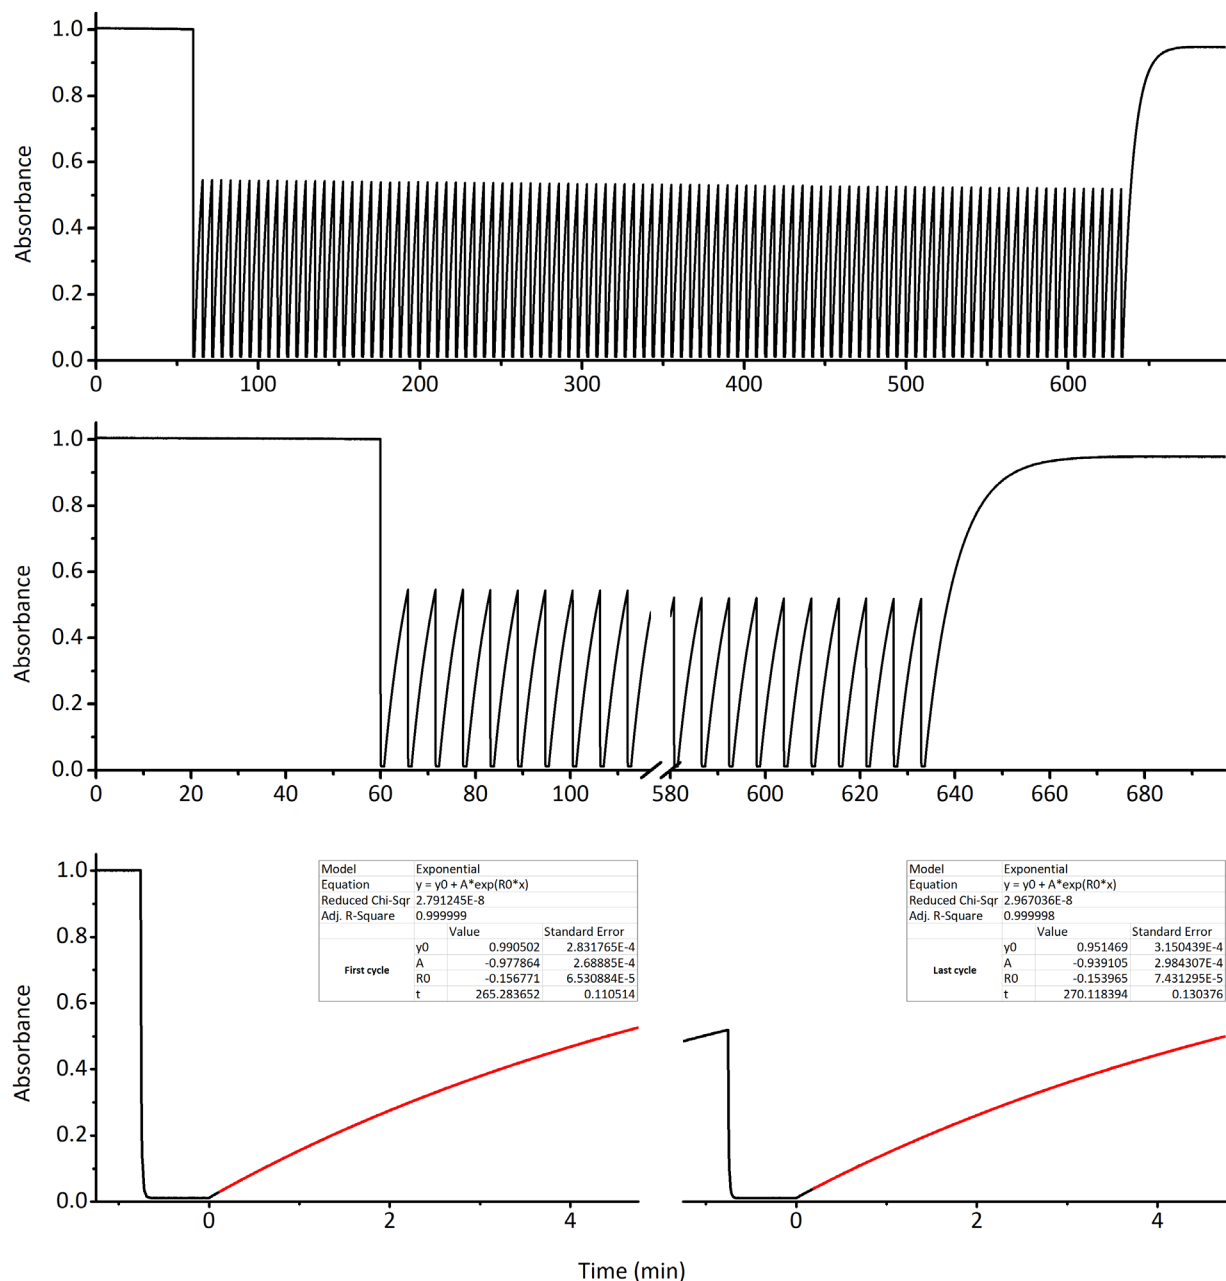 1.0
0.8
0.6
0.4
0.2
0.0
Absorbance
0 100 200 300 400 500 600
1.0
0.8
0.6
0.4
0.2
0.0
Absorbance
0 20 40 60 80 100 580 600 620 640 660 680
1.0
0.8
0.6
0.4
0.2
0.0
Absorbance
Model Exponential
Equation y = y0 + A*exp(R0*x)
Reduced Chi-Sqr 2.791245E-8
Adj. R-Square 0.999999
Value Standard Error
First cycle
y0 0.990502 2.831765E-4
A -0.977864 2.68885E-4
R0 -0.156771 6.530884E-5
t 265.283652 0.110514
Model Exponential
Equation y = y0 + A*exp(R0*x)
Reduced Chi-Sqr 2.967036E-8
Adj. R-Square 0.999998
Value Standard Error
Last cycle
y0 0.951469 3.150439E-4
A -0.939105 2.984307E-4
R0 -0.153965 7.431295E-5
t 270.118394 0.130376
0 2 4 0 2 4
Time (min)